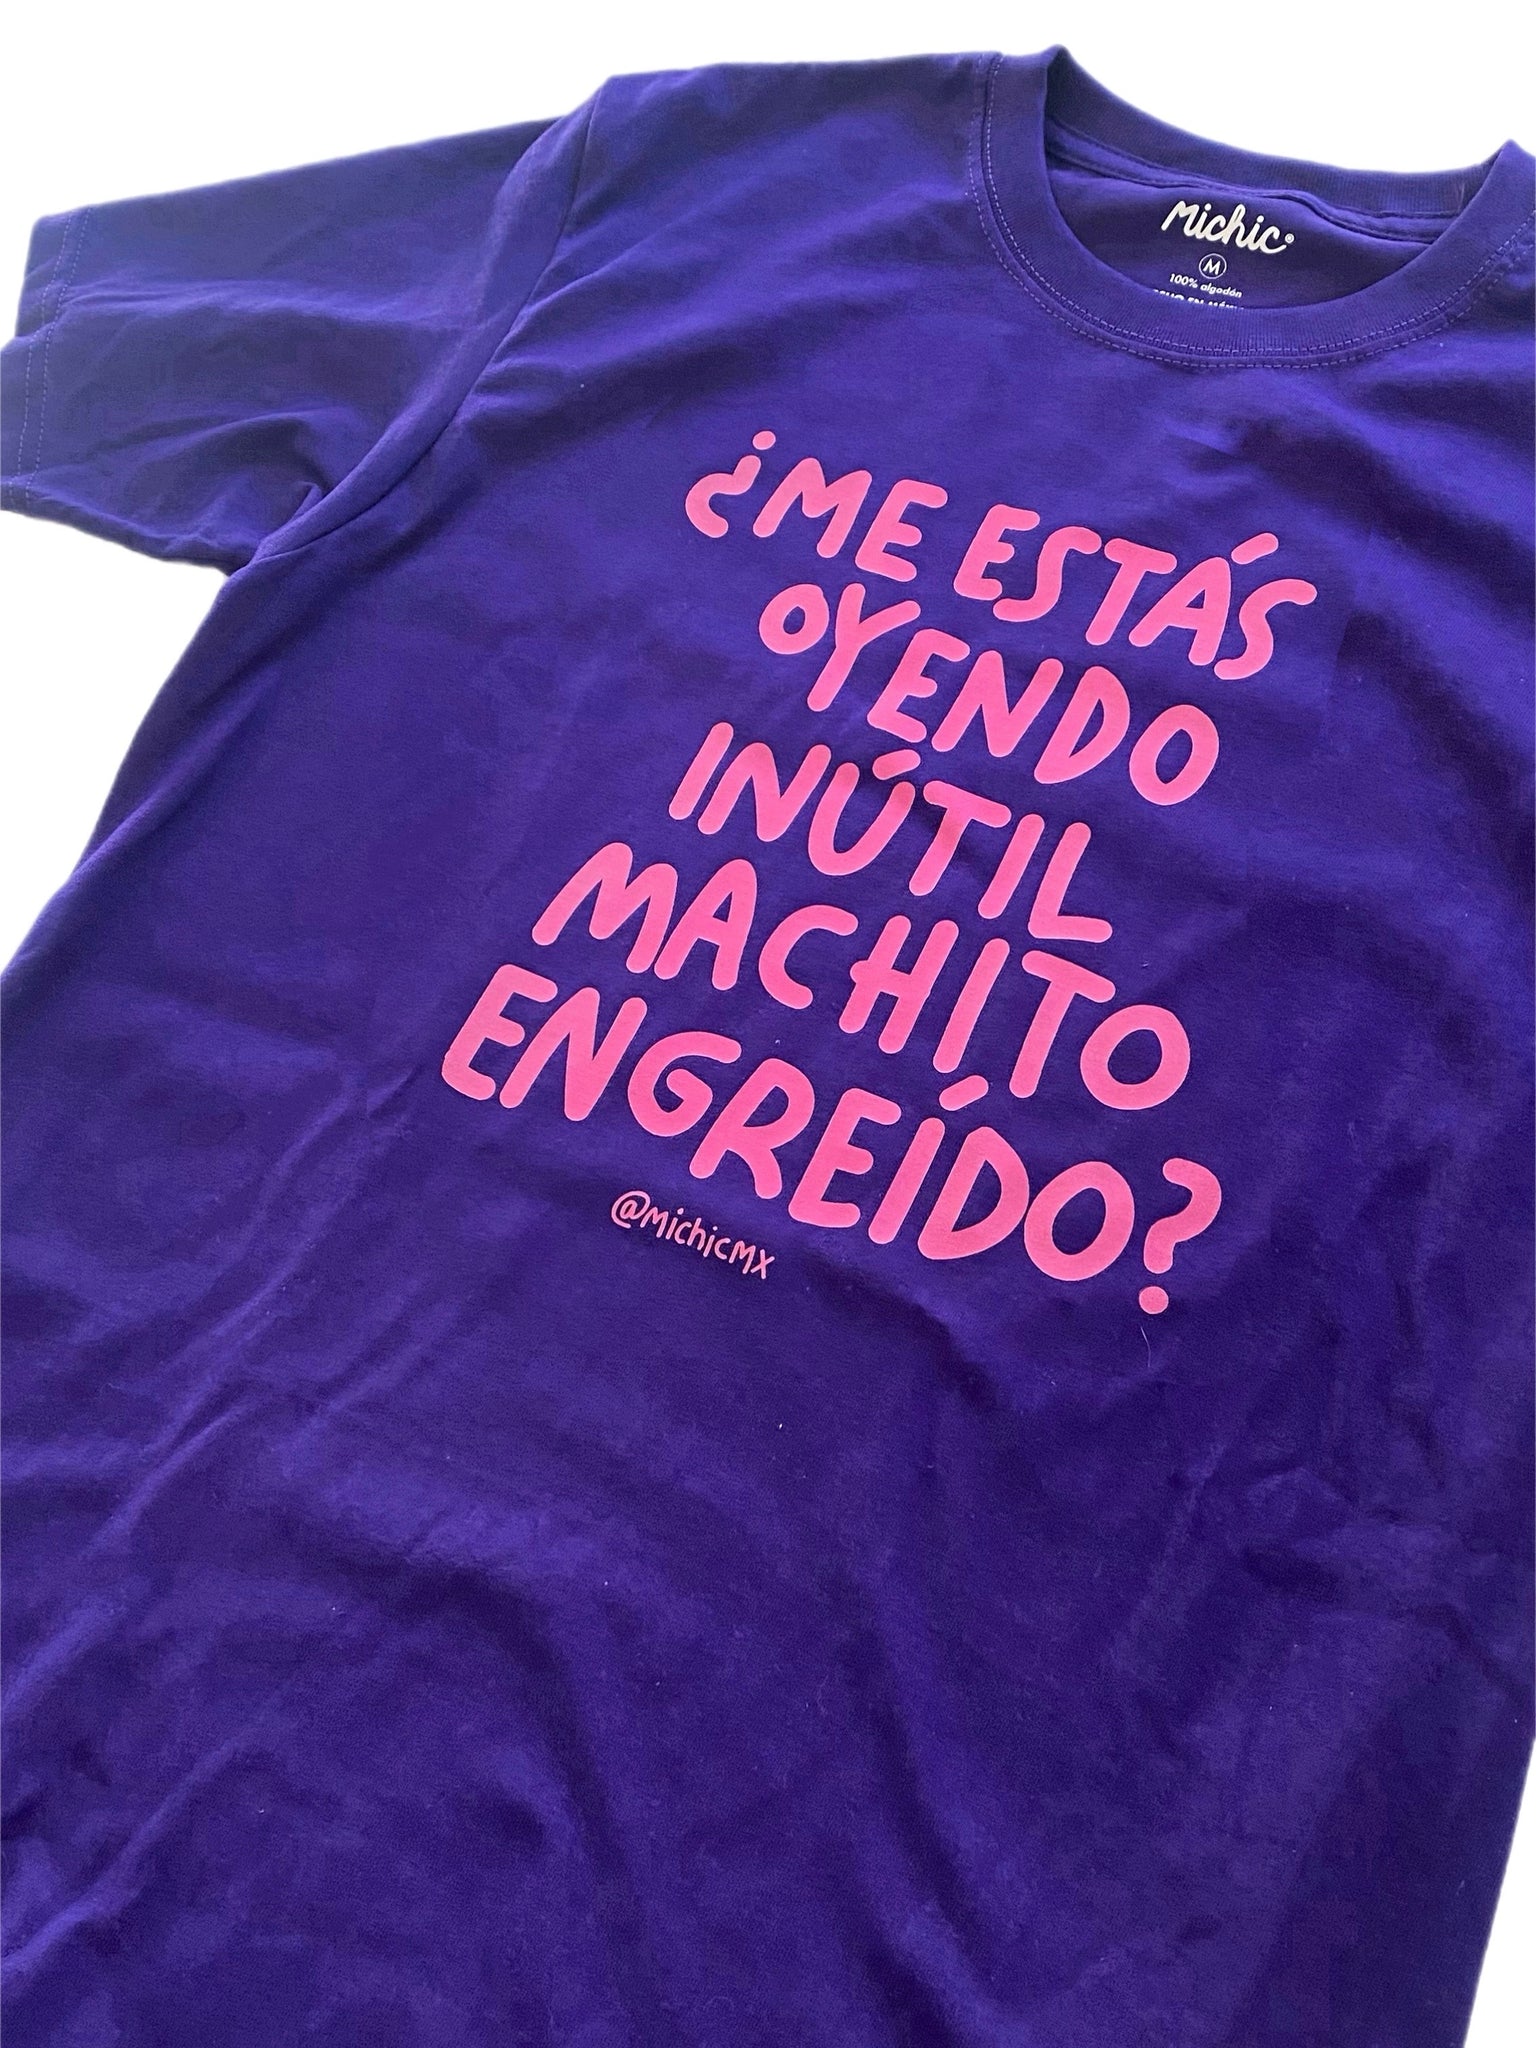 Michic®
M
100% algodón
¿ME ESTÁS
OYENDO
INÚTIL
MACHITO
ENGREÍDO?
@MichicMX